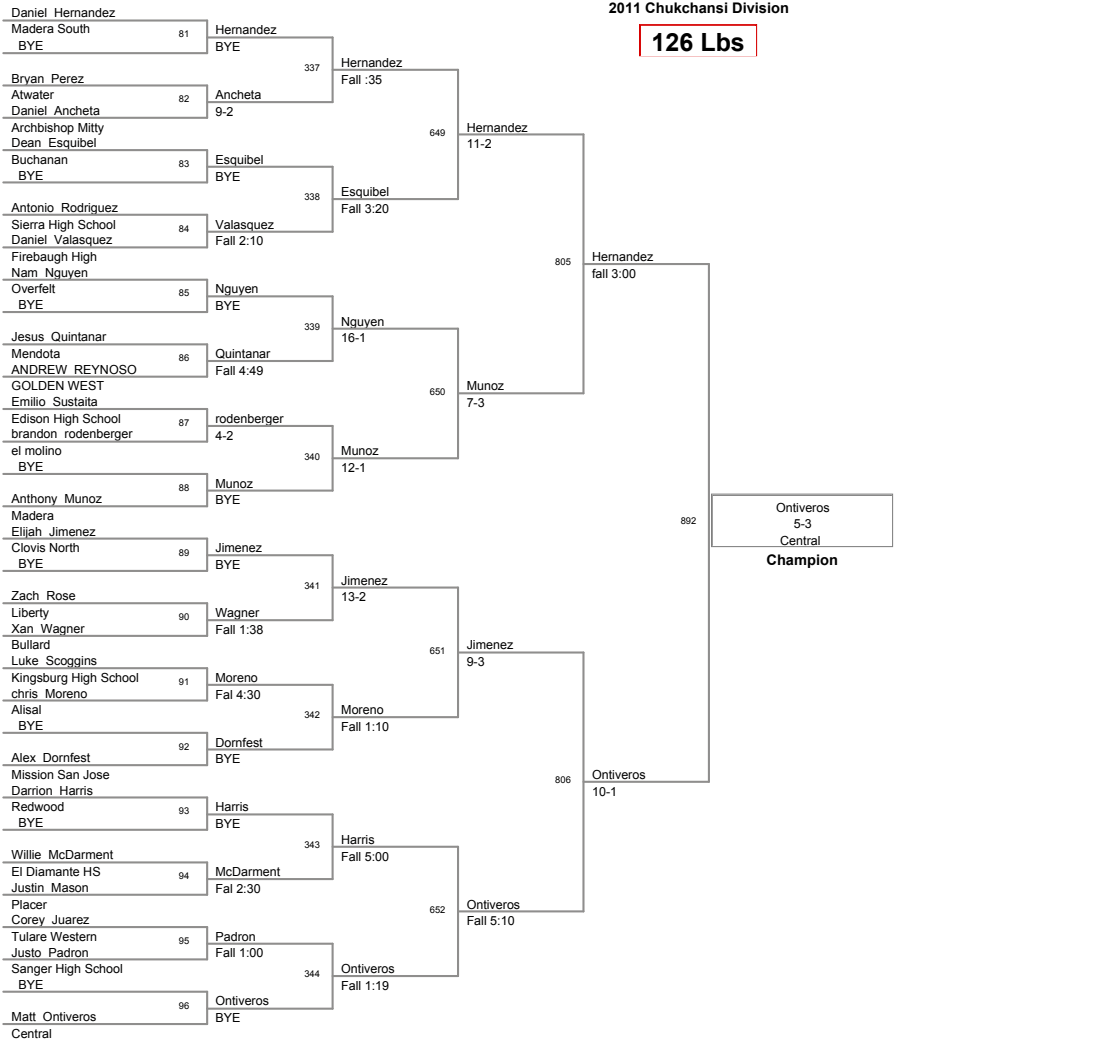 2011 Chukchansi Division
126 Lbs
Daniel Hernandez
Madera South
BYE
81
Bryan Perez
Atwater
82
Daniel Ancheta
Archbishop Mitty
Dean Esquibel
Buchanan
83
BYE
Antonio Rodriguez
Sierra High School
84
Daniel Valasquez
Firebaugh High
Nam Nguyen
Overfelt
85
BYE
Jesus Quintanar
Mendota
86
ANDREW REYNOSO
GOLDEN WEST
Emilio Sustaita
Edison High School
87
brandon rodenberger
el molino
BYE
88
Anthony Munoz
Madera
Elijah Jimenez
Clovis North
89
BYE
Zach Rose
Liberty
90
Xan Wagner
Bullard
Luke Scoggins
Kingsburg High School
91
chris Moreno
Alisal
BYE
92
Alex Dornfest
Mission San Jose
Darrion Harris
Redwood
93
BYE
Willie McDarment
El Diamante HS
94
Justin Mason
Placer
Corey Juarez
Tulare Western
95
Justo Padron
Sanger High School
BYE
96
Matt Ontiveros
Central
Hernandez
BYE
337
Ancheta
9-2
Esquibel
BYE
338
Valasquez
Fall 2:10
Nguyen
BYE
339
Quintanar
Fall 4:49
rodenberger
4-2
340
Munoz
BYE
Jimenez
BYE
341
Wagner
Fall 1:38
Moreno
Fal 4:30
342
Dornfest
BYE
Harris
BYE
343
McDarment
Fal 2:30
Padron
Fall 1:00
344
Ontiveros
BYE
Hernandez
Fall :35
649
Esquibel
Fall 3:20
Nguyen
16-1
650
Munoz
12-1
Jimenez
13-2
651
Moreno
Fall 1:10
Harris
Fall 5:00
652
Ontiveros
Fall 1:19
Hernandez
11-2
805
Munoz
7-3
Jimenez
9-3
806
Ontiveros
Fall 5:10
Hernandez
fall 3:00
892
Ontiveros
10-1
Ontiveros
5-3
Central
Champion